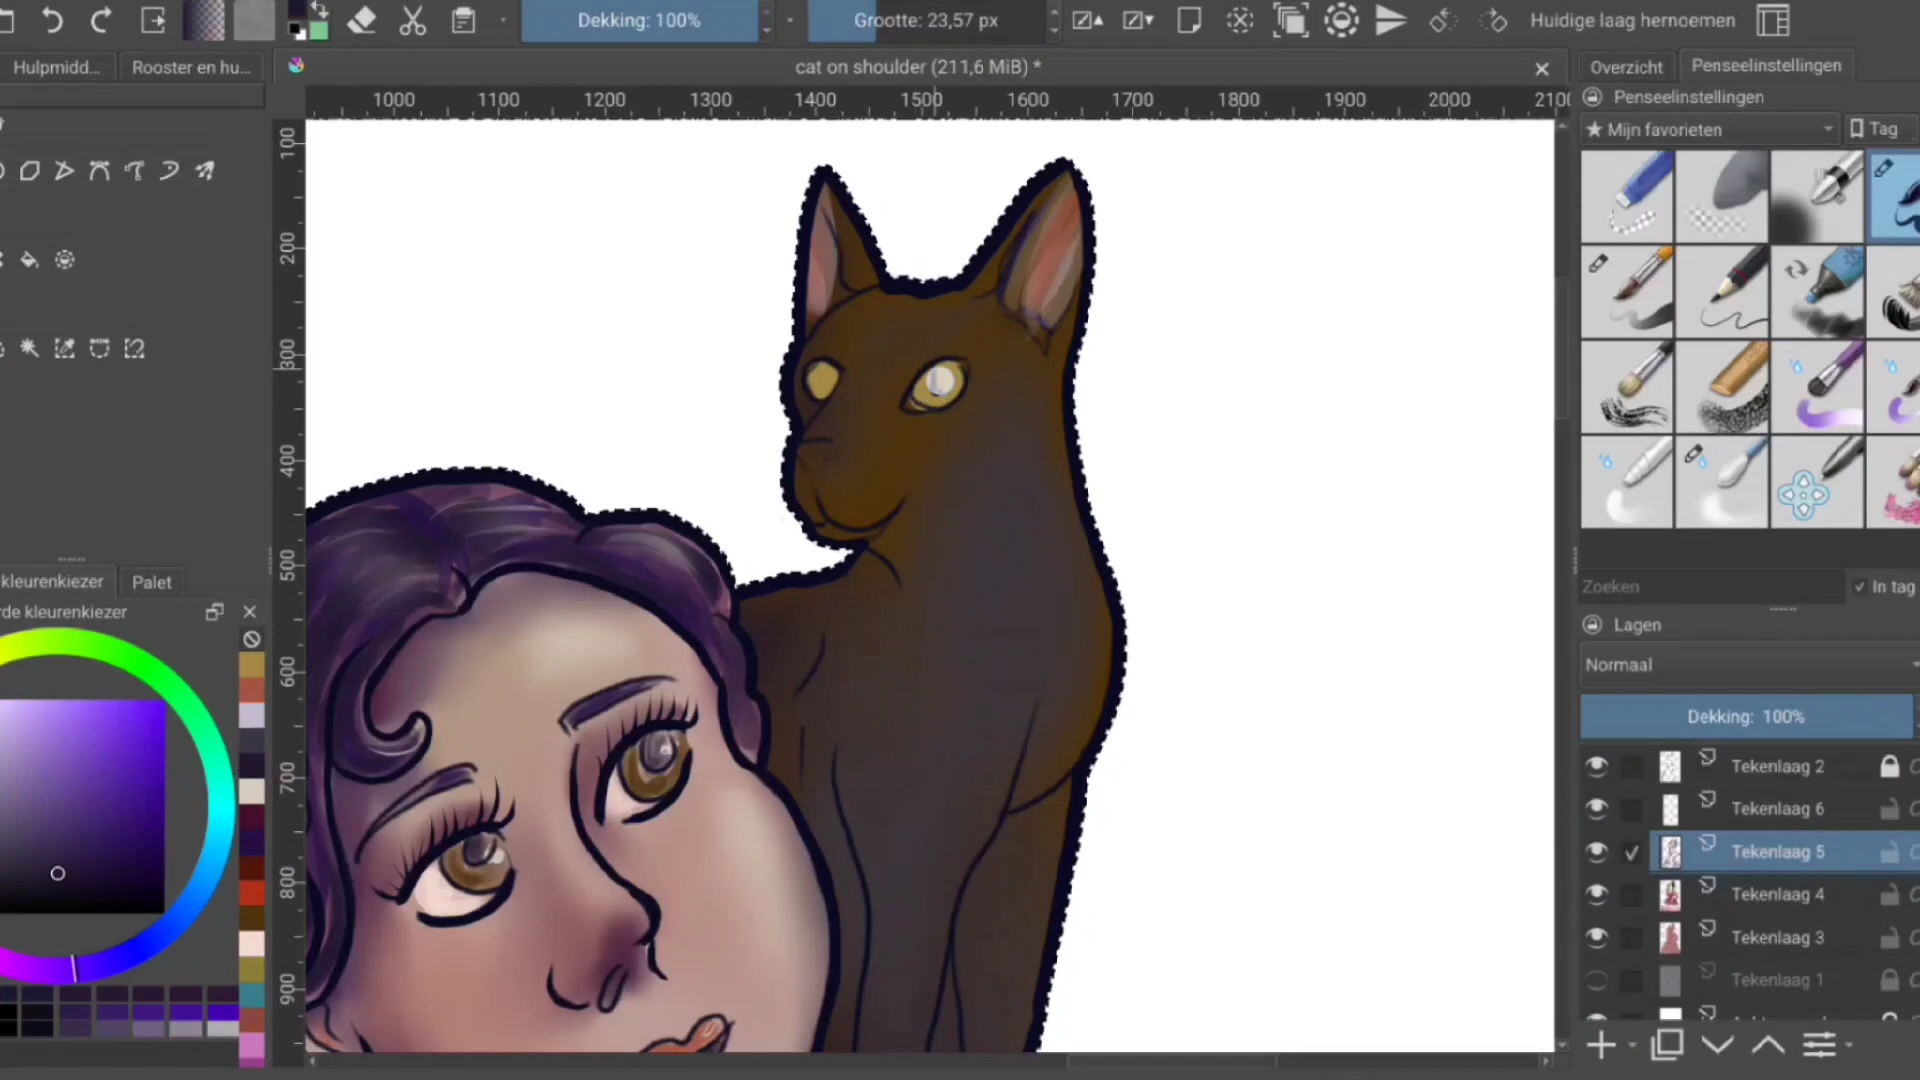 Dekking: 100%
Grootte: 23,57 px
Huidige laag hernoemen
Hulpmidd...
Rooster en hu...
cat on shoulder (211,6 MiB) *
Overzicht
Penseelinstellingen
1000 1100 1200 1300 1400 1500 1600 1700 1800 1900 2000 2100
Penseelinstellingen
Mijn favorieten
Tag
100
200
300
400
500
600
700
800
900
kleurenkiezer
Palet
rde kleurenkiezer
Zoeken
In tag
Lagen
Normaal
Dekking: 100%
Tekenlaag 2
Tekenlaag 6
Tekenlaag 5
Tekenlaag 4
Tekenlaag 3
Tekenlaag 1